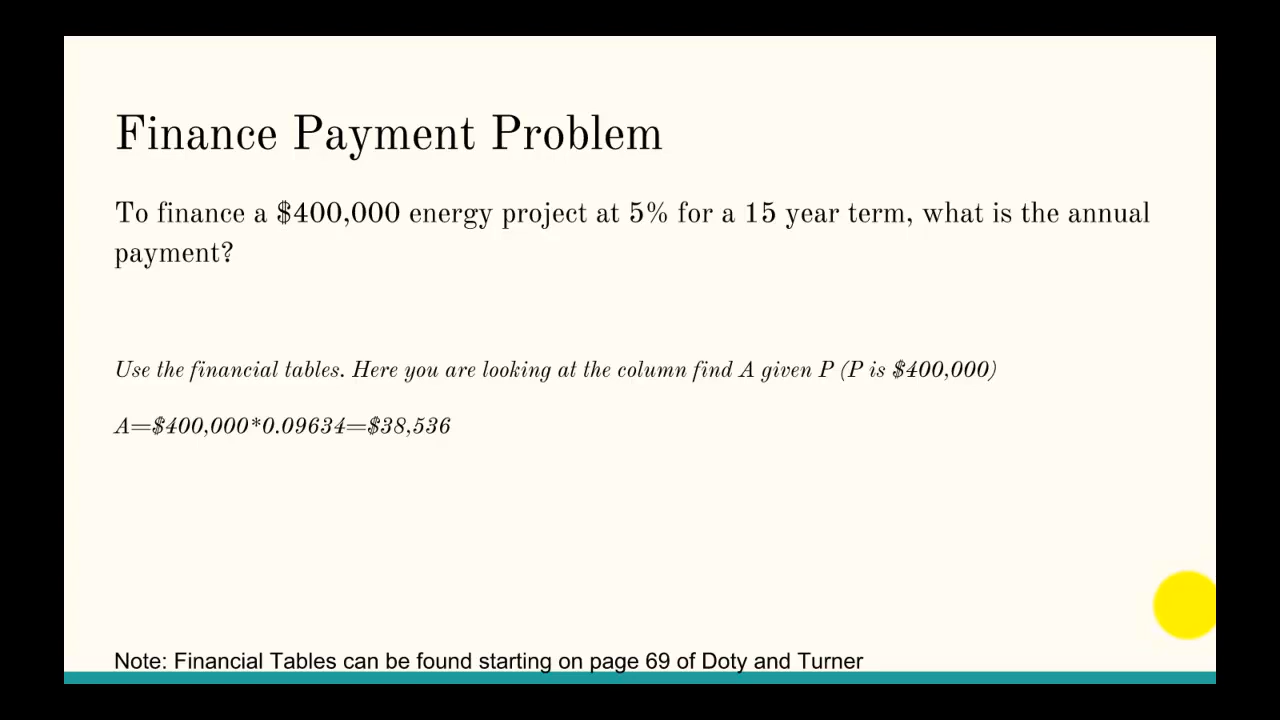 Finance Payment Problem
To finance a $400,000 energy project at 5% for a 15 year term, what is the annual
payment?
Use the financial tables. Here you are looking at the column find A given P (P is $400,000)
A=$400,000*0.09634=$38,536
Note: Financial Tables can be found starting on page 69 of Doty and Turner